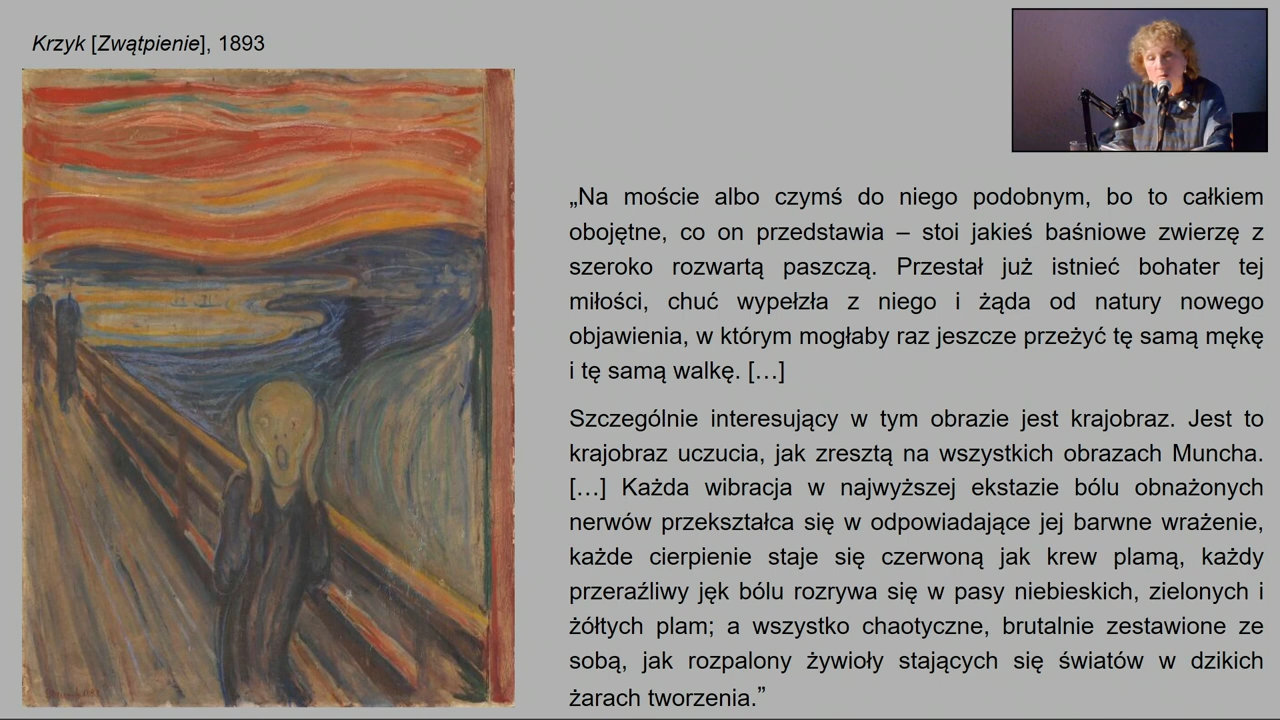 Krzyk [Zwątpienie], 1893
„Na moście albo czymś do niego podobnym, bo to całkiem
obojętne, co on przedstawia – stoi jakieś baśniowe zwierzę z
szeroko rozwartą paszczą. Przestał już istnieć bohater tej
miłości, chuć wypełzła z niego i żąda od natury nowego
objawienia, w którym mogłaby raz jeszcze przeżyć tę samą mękę
i tę samą walkę. […]
Szczególnie interesujący w tym obrazie jest krajobraz. Jest to
krajobraz uczucia, jak zresztą na wszystkich obrazach Muncha.
[…] Każda wibracja w najwyższej ekstazie bólu obnażonych
nerwów przekształca się w odpowiadające jej barwne wrażenie,
każde cierpienie staje się czerwoną jak krew plamą, każdy
przeraźliwy jęk bólu rozrywa się w pasy niebieskich, zielonych i
żółtych plam; a wszystko chaotyczne, brutalnie zestawione ze
sobą, jak rozpalony żywioły stających się światów w dzikich
żarach tworzenia.”